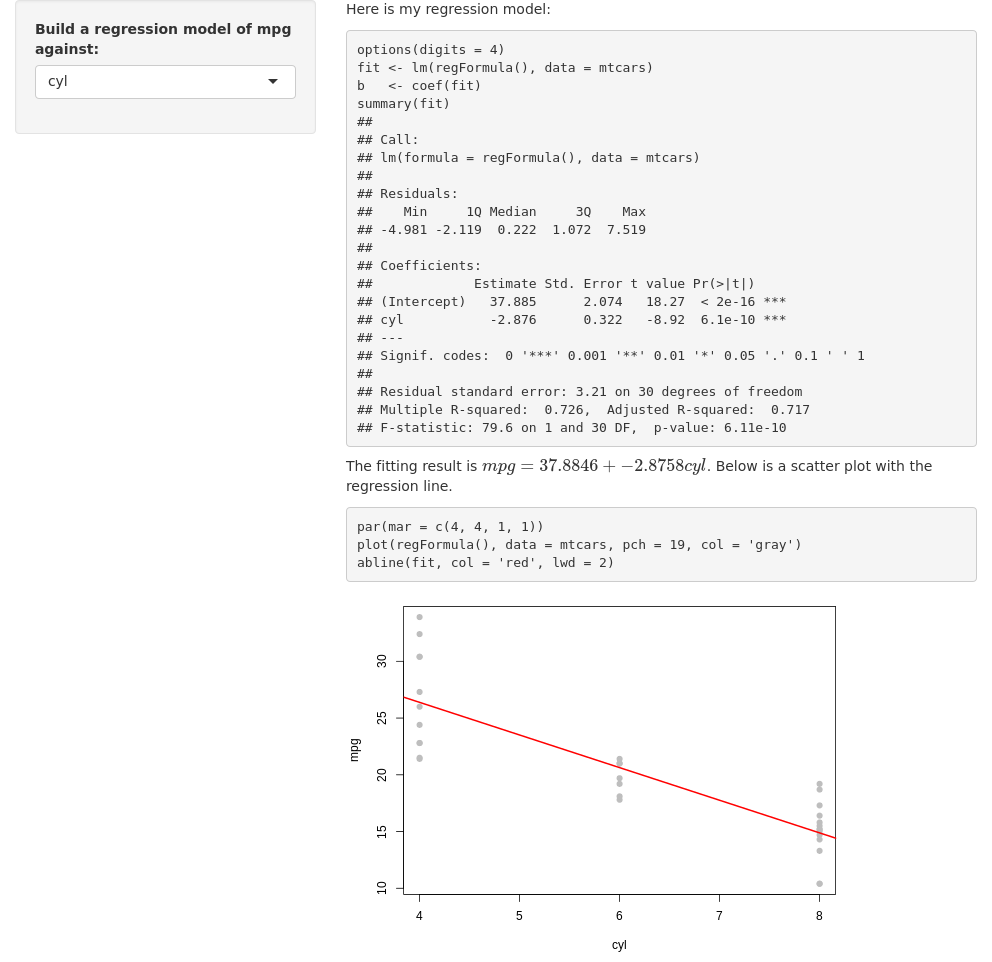 Build a regression model of mpg
against:
cyl
Here is my regression model:
options(digits = 4)
fit <- lm(regFormula(), data = mtcars)
b   <- coef(fit)
summary(fit)
##
## Call:
## lm(formula = regFormula(), data = mtcars)
##
## Residuals:
##    Min     1Q Median     3Q    Max
## -4.981 -2.119  0.222  1.072  7.519
##
## Coefficients:
##             Estimate Std. Error t value Pr(>|t|)
## (Intercept)   37.885      2.074   18.27  < 2e-16 ***
## cyl           -2.876      0.322   -8.92  6.1e-10 ***
## ---
## Signif. codes:  0 '***' 0.001 '**' 0.01 '*' 0.05 '.' 0.1 ' ' 1
##
## Residual standard error: 3.21 on 30 degrees of freedom
## Multiple R-squared:  0.726,  Adjusted R-squared:  0.717
## F-statistic: 79.6 on 1 and 30 DF,  p-value: 6.11e-10
The fitting result is mpg = 37.8846 + −2.8758cyl. Below is a scatter plot with the
regression line.
par(mar = c(4, 4, 1, 1))
plot(regFormula(), data = mtcars, pch = 19, col = 'gray')
abline(fit, col = 'red', lwd = 2)
30
25
20
15
10
mpg
4 5 6 7 8
cyl